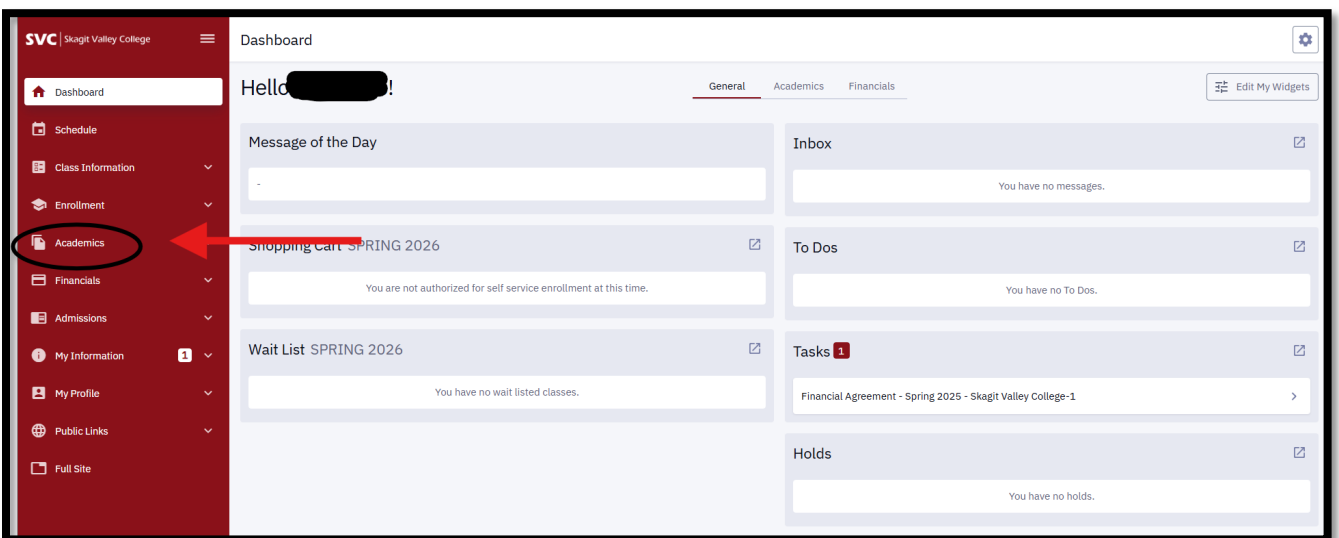 SVC Skagit Valley College
Dashboard
Schedule
Class Information
Enrollment
Academics
Financials
Admissions
My Information 1
My Profile
Public Links
Full Site
Dashboard
Hello !
General Academics Financials
Edit My Widgets
Message of the Day
-
Shopping Cart SPRING 2026
You are not authorized for self service enrollment at this time.
Wait List SPRING 2026
You have no wait listed classes.
Inbox
You have no messages.
To Dos
You have no To Dos.
Tasks 1
Financial Agreement - Spring 2025 - Skagit Valley College-1
Holds
You have no holds.